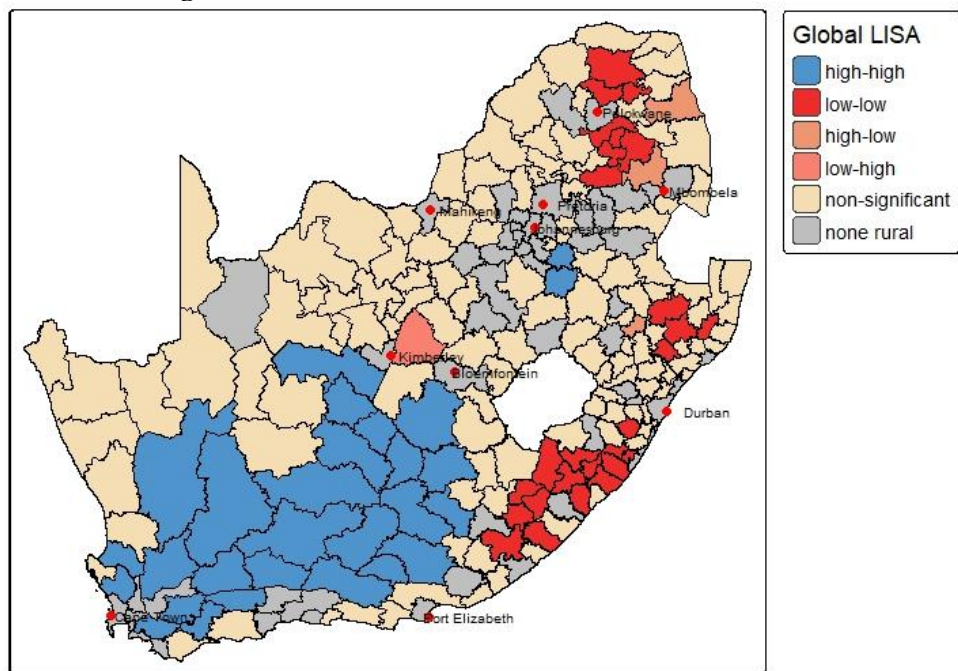 Global LISA
high-high
low-low
high-low
low-high
non-significant
none rural
Polokwane
Mbombela
Pretoria
Mahikeng
Johannesburg
Kimberley
Bloemfontein
Durban
Cape Town
Port Elizabeth